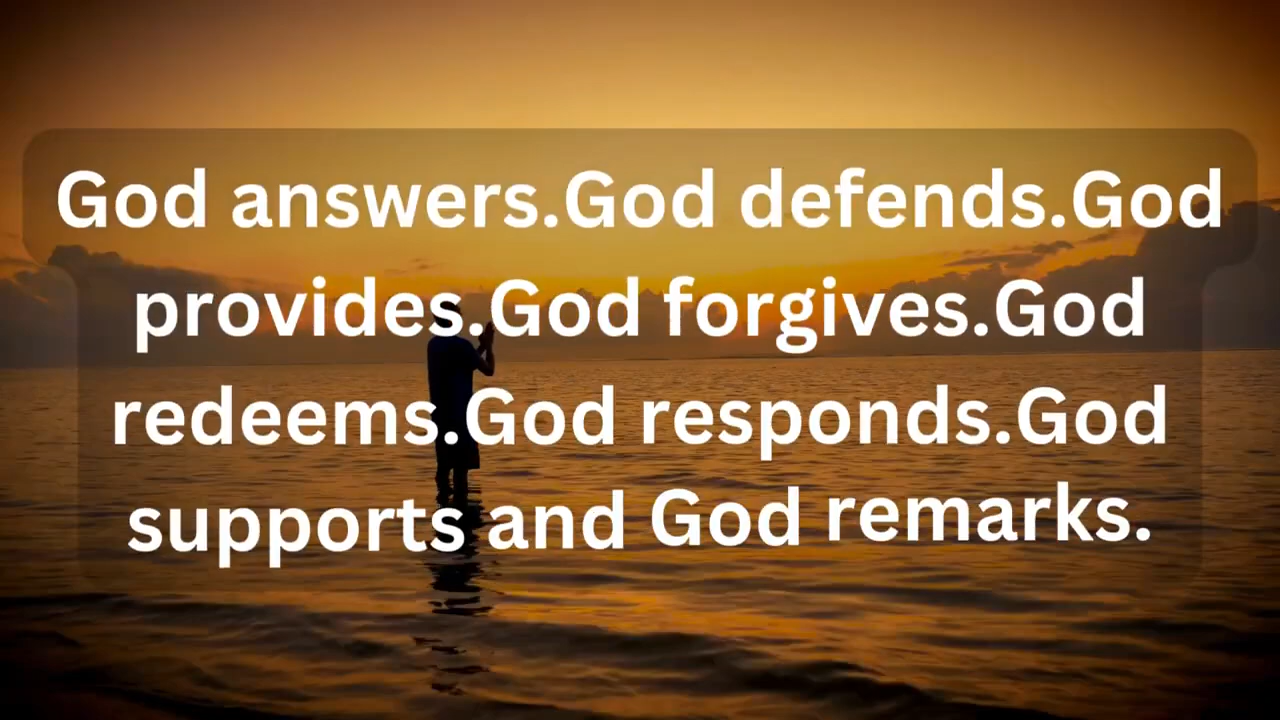 God answers.God defends.God
provides.God forgives.God
redeems.God responds.God
supports and God remarks.